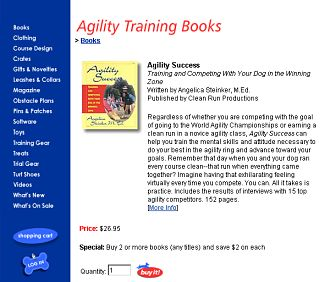 Agility Training Books
> Books
Books
Clothing
Course Design
Crates
Gifts & Novelties
Leashes & Collars
Magazine
Obstacle Plans
Pins & Patches
Software
Toys
Training Gear
Treats
Trial Gear
Turf Shoes
Videos
What's New
What's On Sale
shopping cart
LOG IN
Agility
Success
Angelica
Steinker M.Ed.
Agility Success
Training and Competing With Your Dog in the Winning
Zone
Written by Angelica Steinker, M.Ed.
Published by Clean Run Productions
Regardless of whether you are competing with the goal
of going to the World Agility Championships or earning a
clean run in a novice agility class, Agility Success can
help you train the mental skills and attitude necessary to
do your best in the agility ring and advance toward your
goals. Remember that day when you and your dog ran
every course clean--that run when everything came
together? Imagine having that exhilarating feeling
virtually every time you compete. You can. All it takes is
practice. Includes the results of interviews with 15 top
agility competitors. 152 pages.
[More Info]
Price: $26.95
Special: Buy 2 or more books (any titles) and save $2 on each
Quantity: 1 buy it!